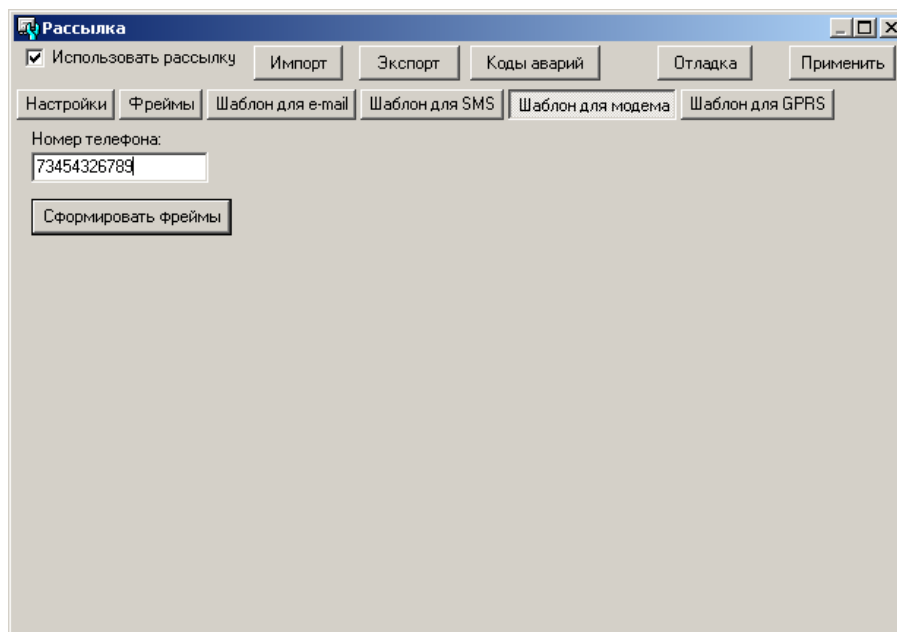 Рассылка
Использовать рассылку Импорт Экспорт Коды аварий Отладка Применить
Настройки Фреймы Шаблон для e-mail Шаблон для SMS Шаблон для модема Шаблон для GPRS
Номер телефона:
73454326789
Сформировать фреймы